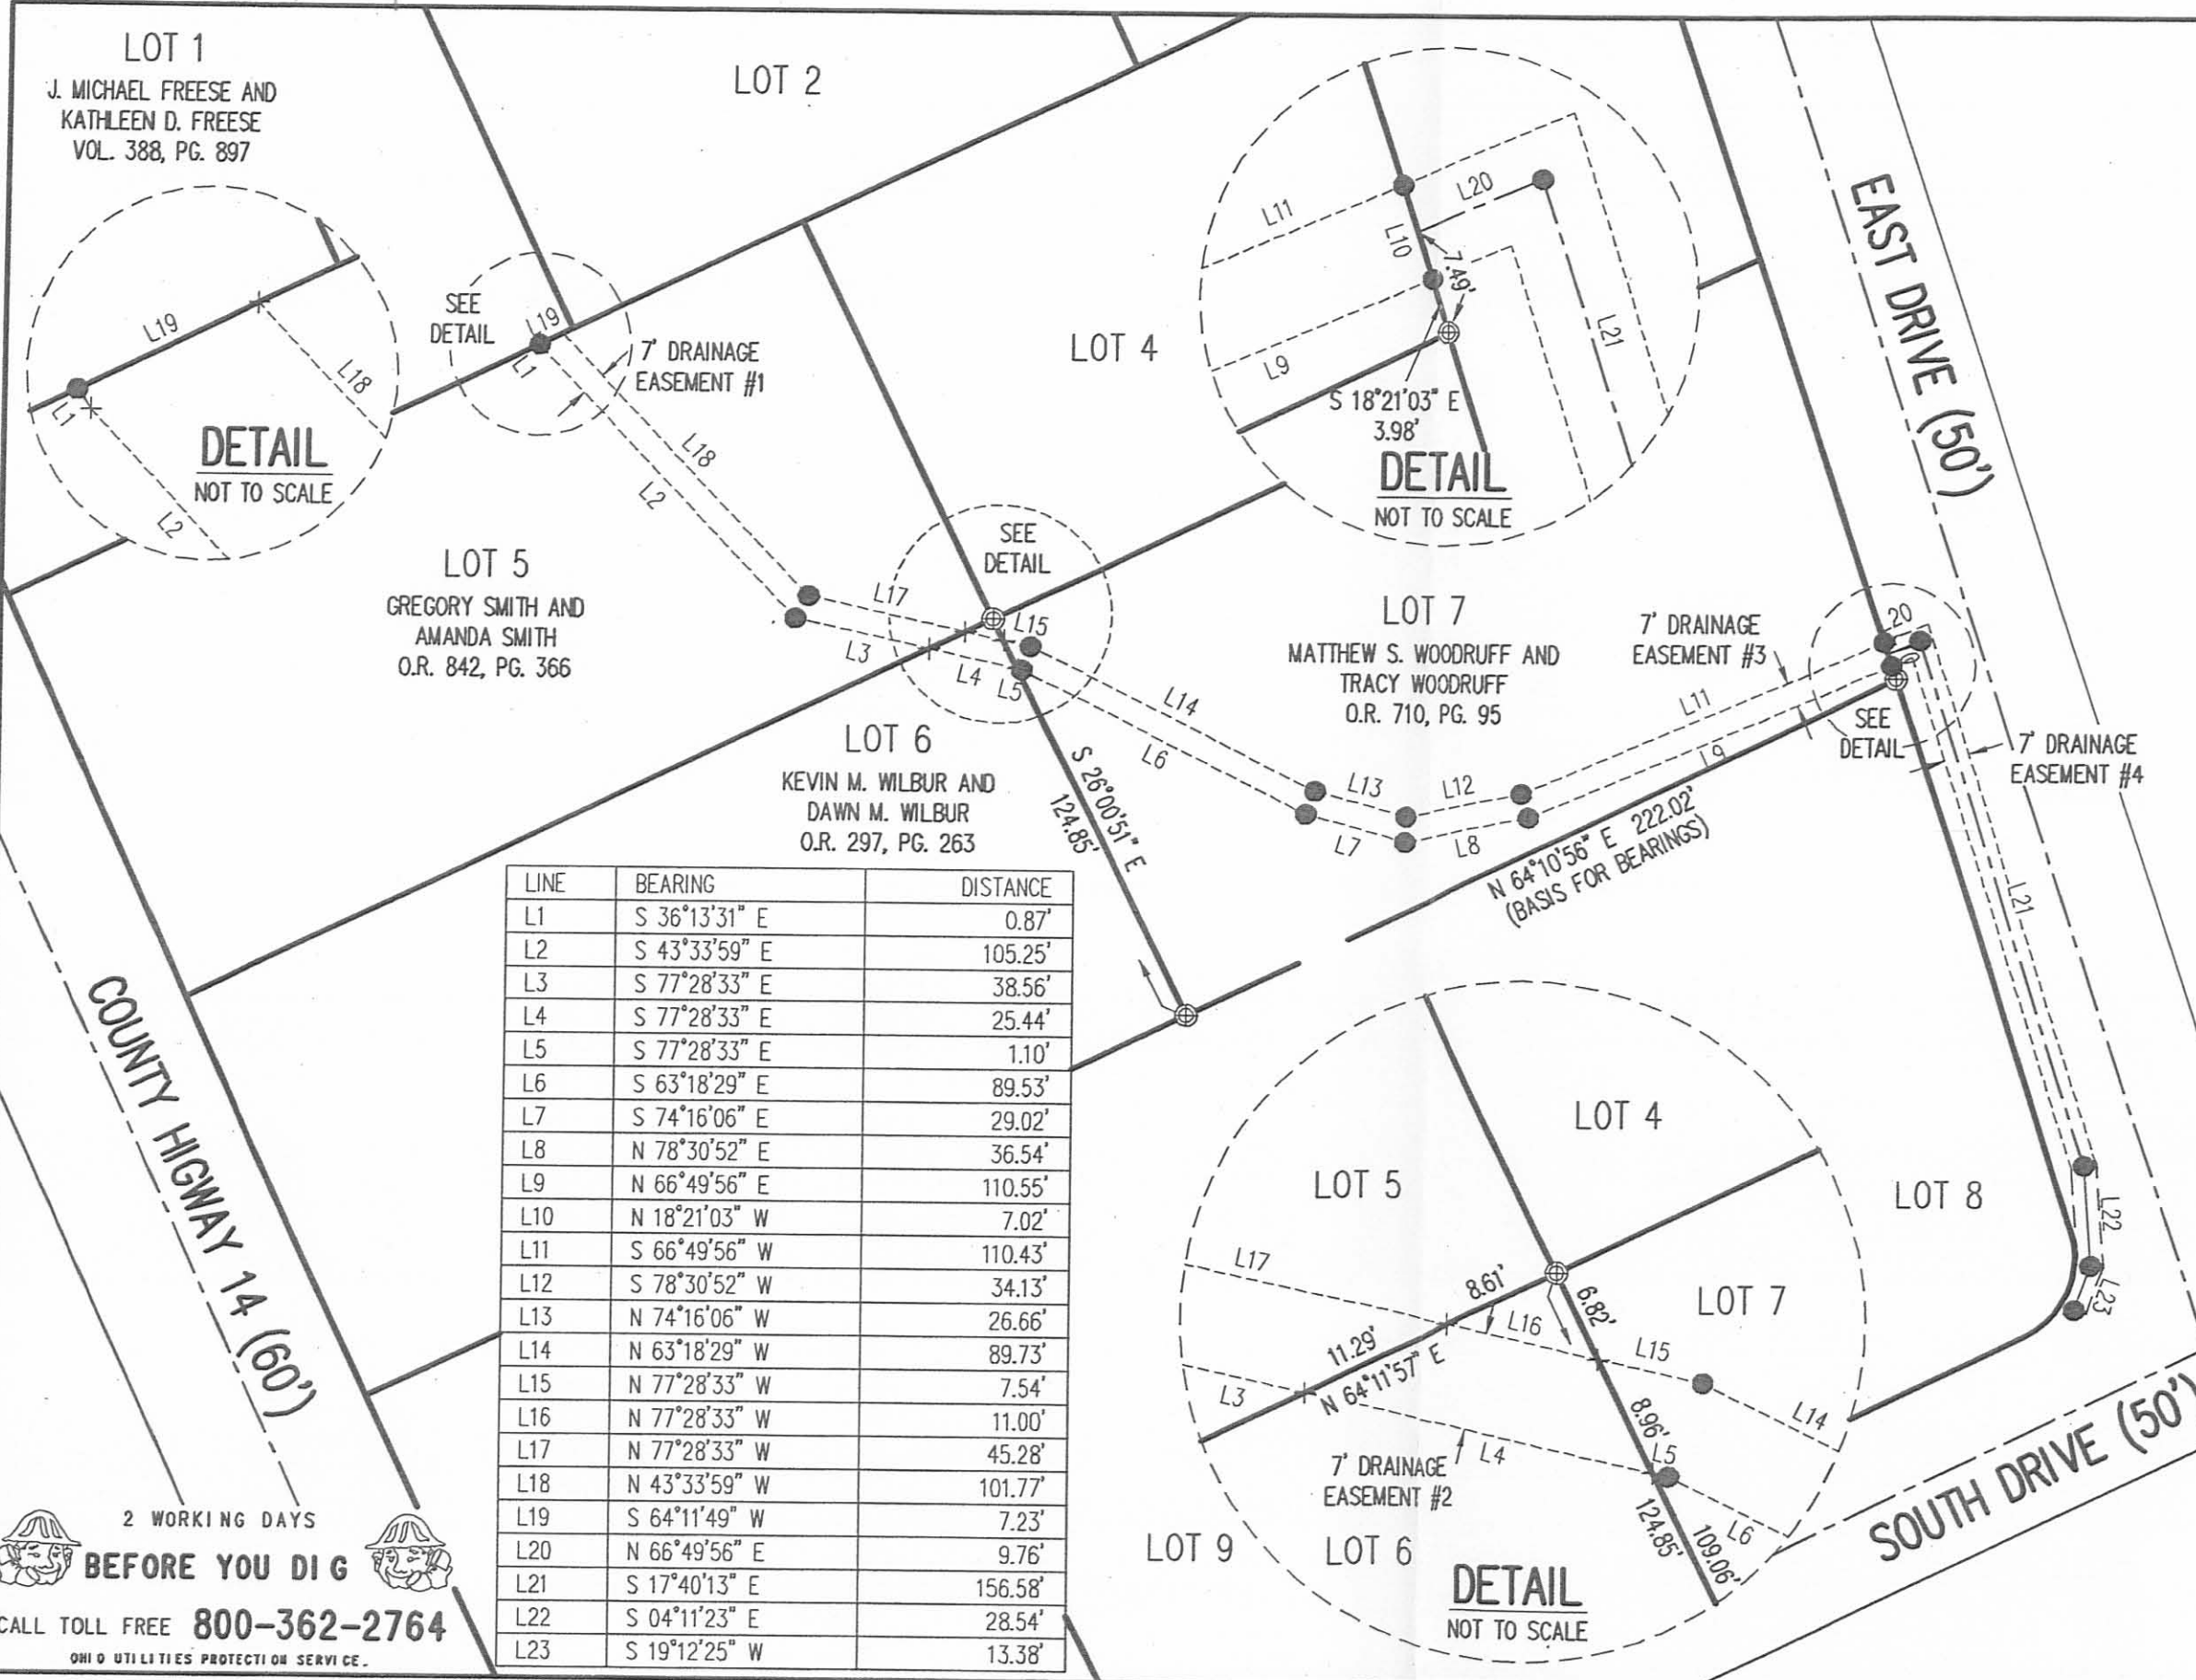 LOT 1
J. MICHAEL FREESE AND
KATHLEEN D. FREESE
VOL. 388, PG. 897
LOT 2
L19
L18
L1
L2
DETAIL
NOT TO SCALE
SEE
DETAIL
L19
L1
7' DRAINAGE
EASEMENT #1
L18
L2
LOT 4
L11
L20
L10
7.49'
L9
L21
S 18°21'03" E
3.98'
DETAIL
NOT TO SCALE
EAST DRIVE (50')
LOT 5
GREGORY SMITH AND
AMANDA SMITH
O.R. 842, PG. 366
SEE
DETAIL
L17
L15
L3
L4
L5
L14
L6
LOT 7
MATTHEW S. WOODRUFF AND
TRACY WOODRUFF
O.R. 710, PG. 95
7' DRAINAGE
EASEMENT #3
20
L11
L9
SEE
DETAIL
7' DRAINAGE
EASEMENT #4
LOT 6
KEVIN M. WILBUR AND
DAWN M. WILBUR
O.R. 297, PG. 263
S 26°00'51" E
124.85'
L13
L12
L7
L8
N 64°10'56" E 222.02'
(BASIS FOR BEARINGS)
L21
L22
L23
COUNTY HIGWAY 14 (60')
LINE BEARING DISTANCE
L1 S 36°13'31" E 0.87'
L2 S 43°33'59" E 105.25'
L3 S 77°28'33" E 38.56'
L4 S 77°28'33" E 25.44'
L5 S 77°28'33" E 1.10'
L6 S 63°18'29" E 89.53'
L7 S 74°16'06" E 29.02'
L8 N 78°30'52" E 36.54'
L9 N 66°49'56" E 110.55'
L10 N 18°21'03" W 7.02'
L11 S 66°49'56" W 110.43'
L12 S 78°30'52" W 34.13'
L13 N 74°16'06" W 26.66'
L14 N 63°18'29" W 89.73'
L15 N 77°28'33" W 7.54'
L16 N 77°28'33" W 11.00'
L17 N 77°28'33" W 45.28'
L18 N 43°33'59" W 101.77'
L19 S 64°11'49" W 7.23'
L20 N 66°49'56" E 9.76'
L21 S 17°40'13" E 156.58'
L22 S 04°11'23" E 28.54'
L23 S 19°12'25" W 13.38'
LOT 4
LOT 5
LOT 8
L17
8.61'
6.82'
LOT 7
L16
L15
11.29'
N 64°11'57" E
L3
L14
8.96'
L4
L5
7' DRAINAGE
EASEMENT #2
124.85'
109.06'
L6
LOT 9
LOT 6
DETAIL
NOT TO SCALE
SOUTH DRIVE (50')
2 WORKING DAYS
BEFORE YOU DIG
CALL TOLL FREE 800-362-2764
OHIO UTILITIES PROTECTION SERVICE.